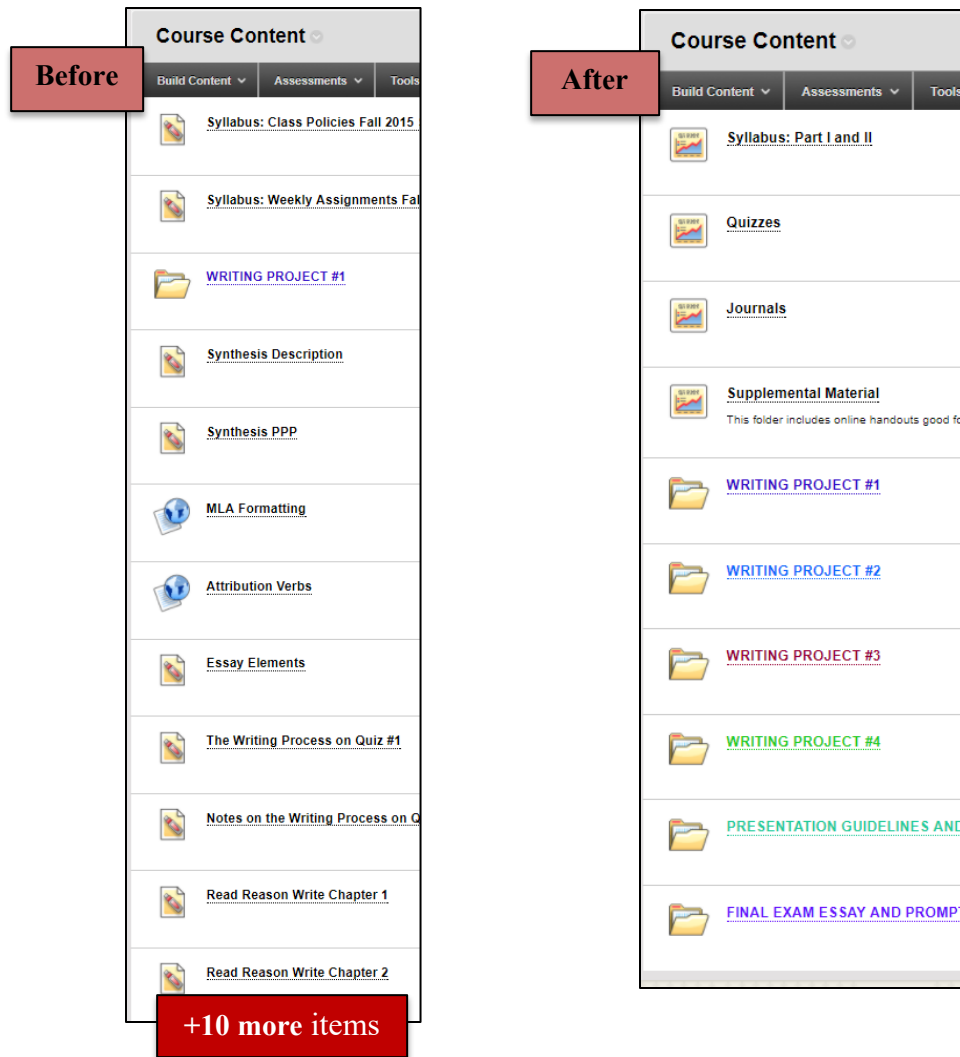 Before
Course Content
Build Content
Assessments
Tools
Syllabus: Class Policies Fall 2015
Syllabus: Weekly Assignments Fal
WRITING PROJECT #1
Synthesis Description
Synthesis PPP
MLA Formatting
Attribution Verbs
Essay Elements
The Writing Process on Quiz #1
Notes on the Writing Process on Q
Read Reason Write Chapter 1
Read Reason Write Chapter 2
+10 more items
After
Course Content
Build Content
Assessments
Tools
Syllabus: Part I and II
Quizzes
Journals
Supplemental Material
This folder includes online handouts good fo
WRITING PROJECT #1
WRITING PROJECT #2
WRITING PROJECT #3
WRITING PROJECT #4
PRESENTATION GUIDELINES AND
FINAL EXAM ESSAY AND PROMPT